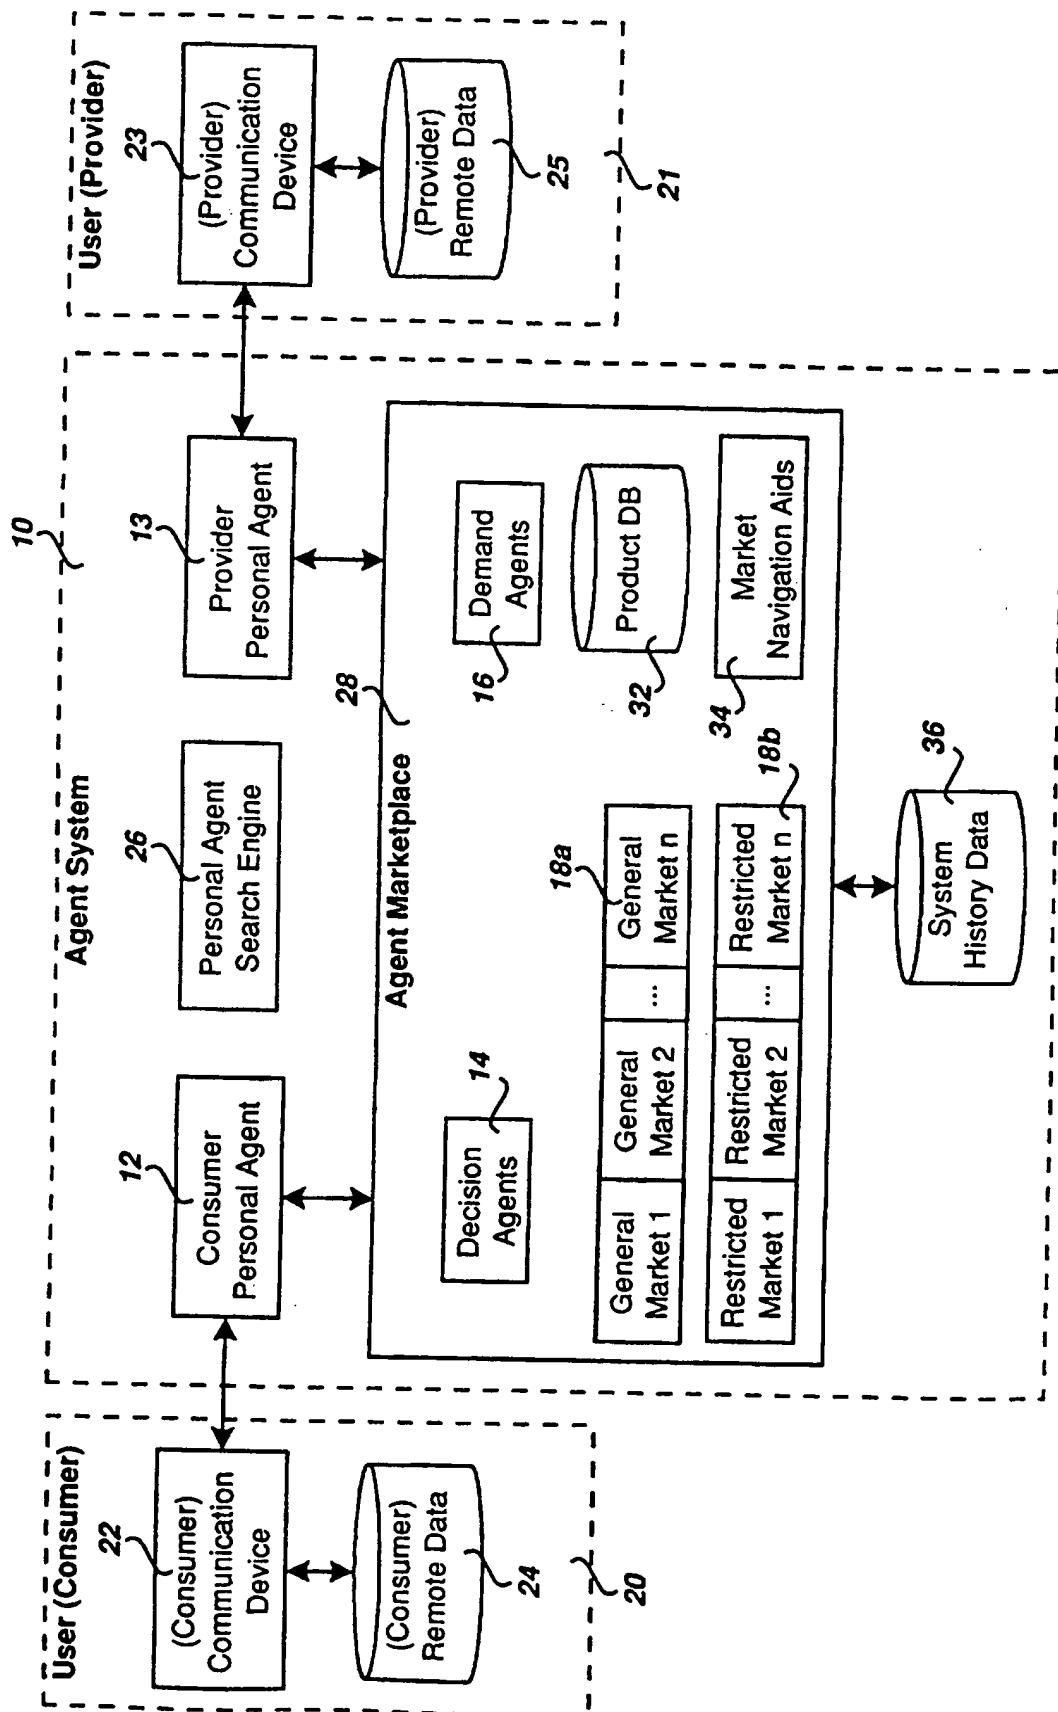 User (Consumer)
22
(Consumer)
Communication
Device
(Consumer)
Remote Data
24
20
10
Agent System
12
Consumer
Personal Agent
26
Personal Agent
Search Engine
13
Provider
Personal Agent
28
Agent Marketplace
14
Decision
Agents
16
Demand
Agents
18a
General
Market 1
General
Market 2
...
General
Market n
32
Product DB
Restricted
Market 1
Restricted
Market 2
...
Restricted
Market n
18b
34
Market
Navigation Aids
36
System
History Data
User (Provider)
23
(Provider)
Communication
Device
(Provider)
Remote Data
25
21